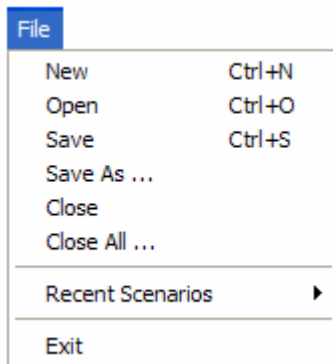 File
New Ctrl+N
Open Ctrl+O
Save Ctrl+S
Save As ...
Close
Close All ...
Recent Scenarios
Exit